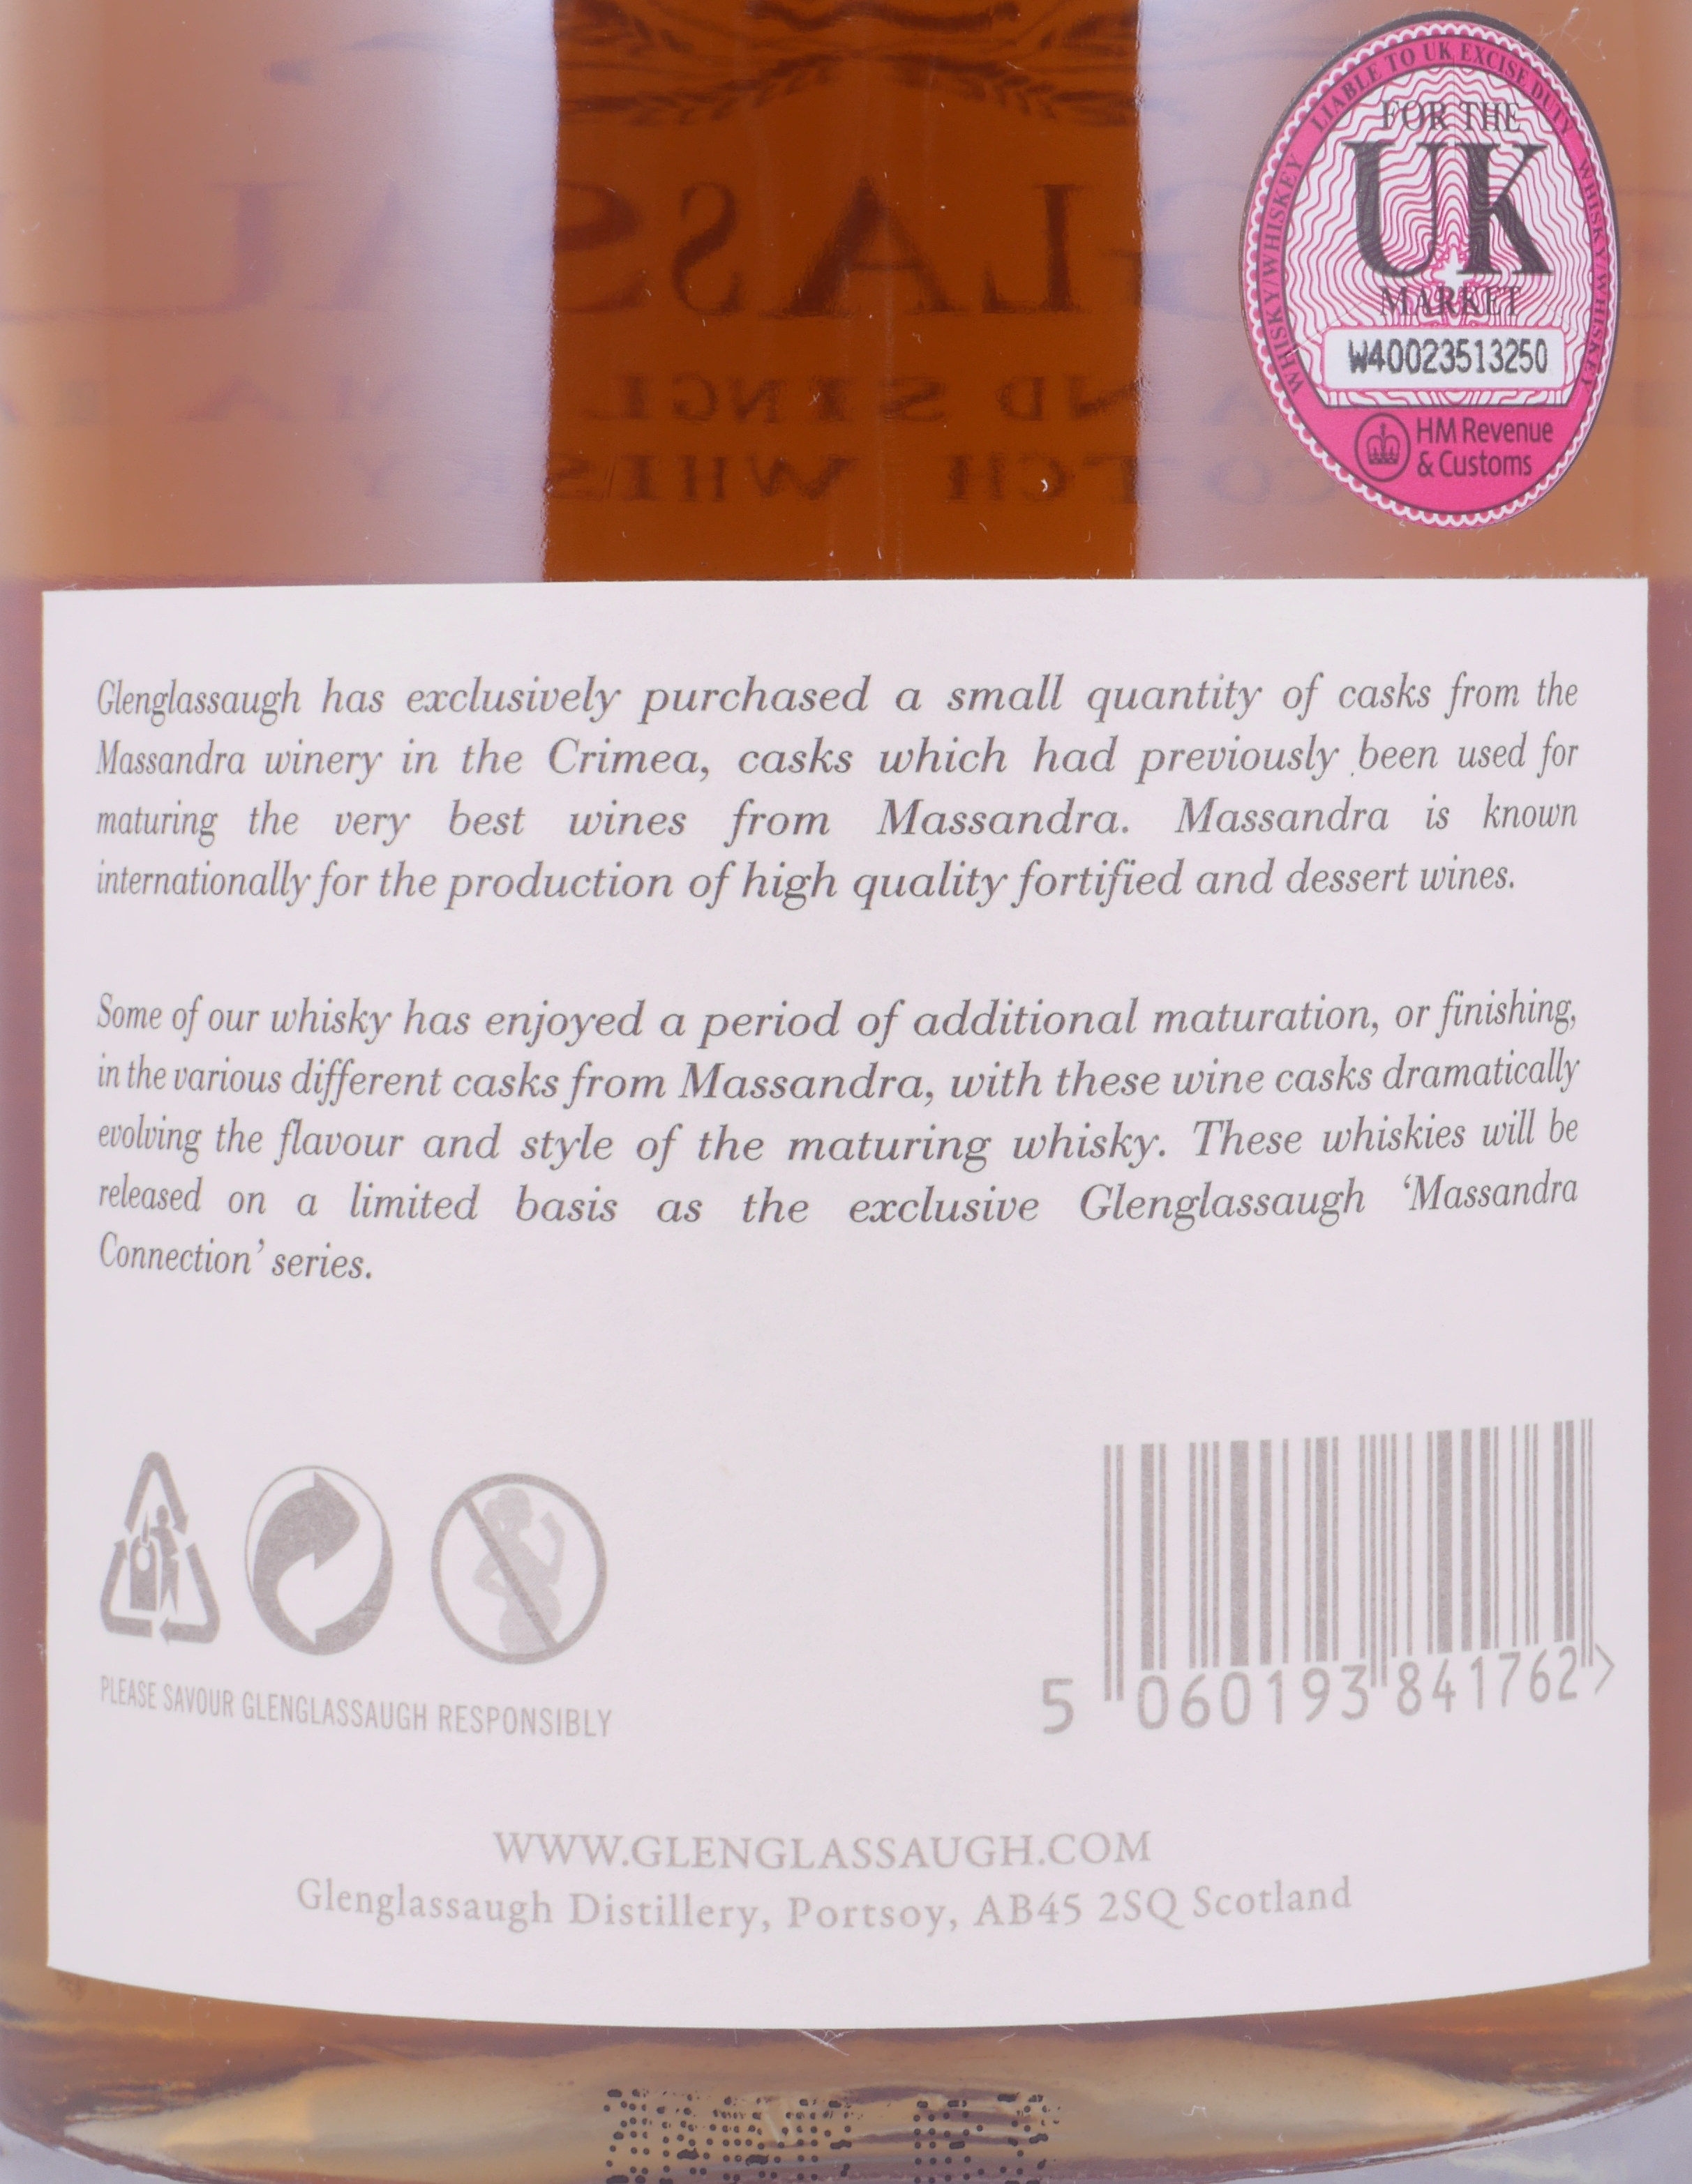 LIABLE TO UK EXCISE DUTY
WHISKY/WHISKEY
WHISKY/WHISKEY
FOR THE
UK
MARKET
W40023513250
HM Revenue
& Customs
Glenglassaugh has exclusively purchased a small quantity of casks from the
Massandra winery in the Crimea, casks which had previously been used for
maturing the very best wines from Massandra. Massandra is known
internationally for the production of high quality fortified and dessert wines.
Some of our whisky has enjoyed a period of additional maturation, or finishing,
in the various different casks from Massandra, with these wine casks dramatically
evolving the flavour and style of the maturing whisky. These whiskies will be
released on a limited basis as the exclusive Glenglassaugh ‘Massandra
Connection’ series.
PLEASE SAVOUR GLENGLASSAUGH RESPONSIBLY
5 060193 841762 >
WWW.GLENGLASSAUGH.COM
Glenglassaugh Distillery, Portsoy, AB45 2SQ Scotland